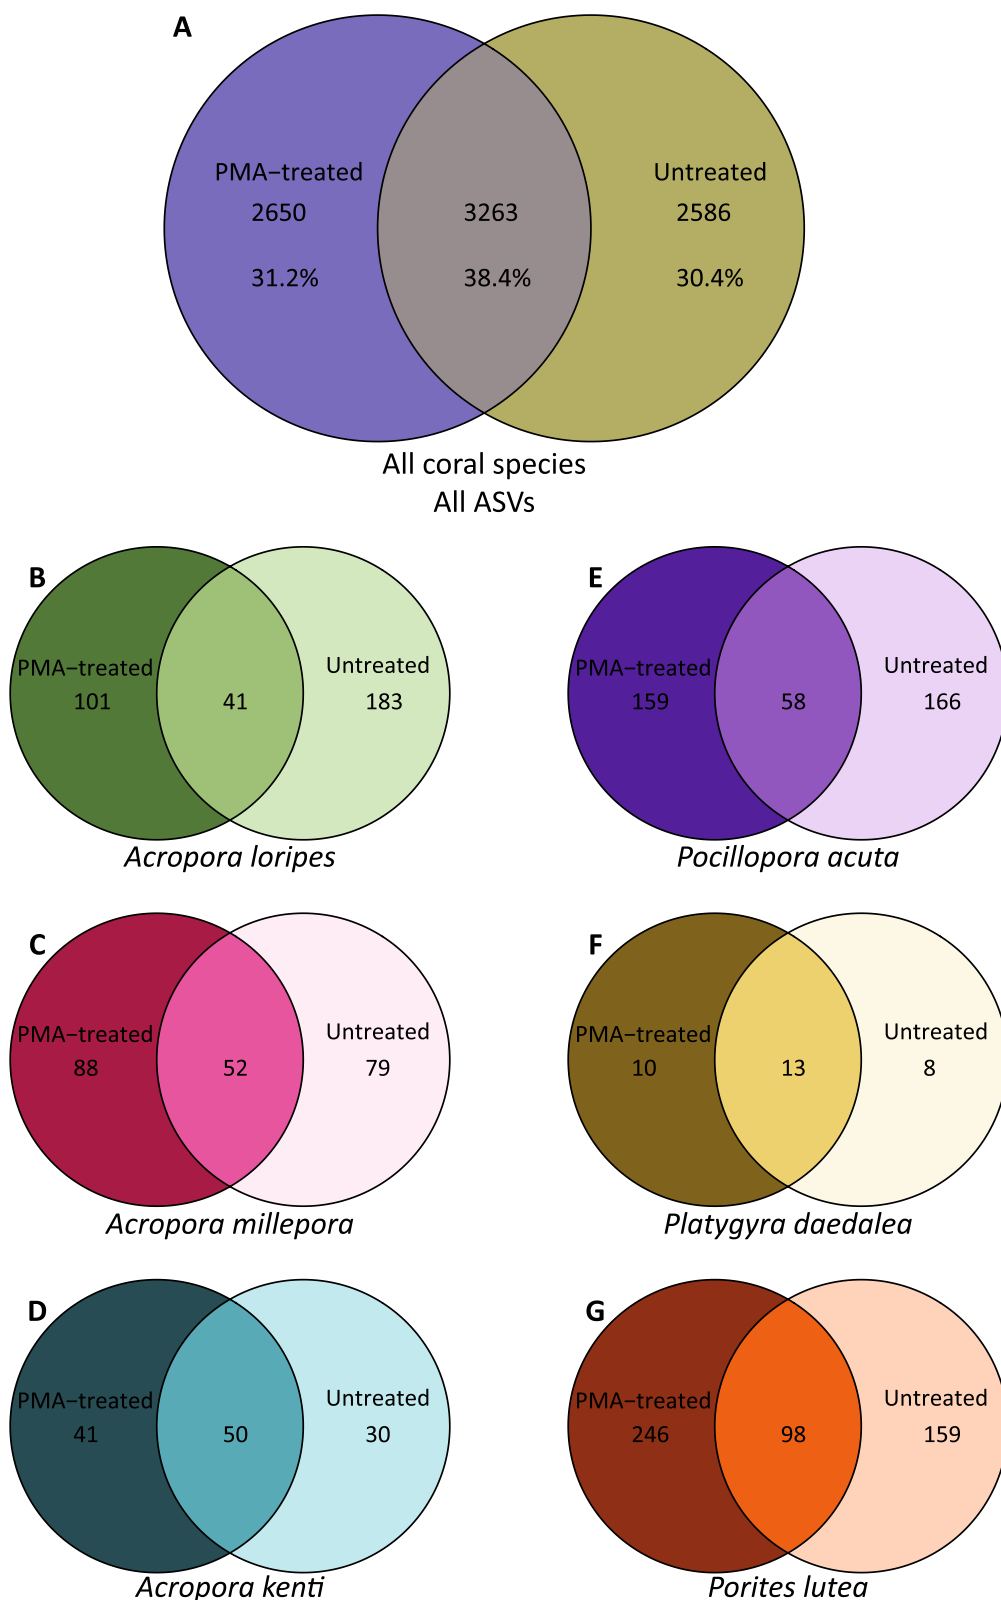 A
PMA−treated
Untreated
2650
3263
2586
31.2%
38.4%
30.4%
All coral species
All ASVs
B
PMA−treated
Untreated
101
41
183
Acropora loripes
E
PMA−treated
Untreated
159
58
166
Pocillopora acuta
C
PMA−treated
Untreated
88
52
79
Acropora millepora
F
PMA−treated
Untreated
10
13
8
Platygyra daedalea
D
PMA−treated
Untreated
41
50
30
Acropora kenti
G
PMA−treated
Untreated
246
98
159
Porites lutea